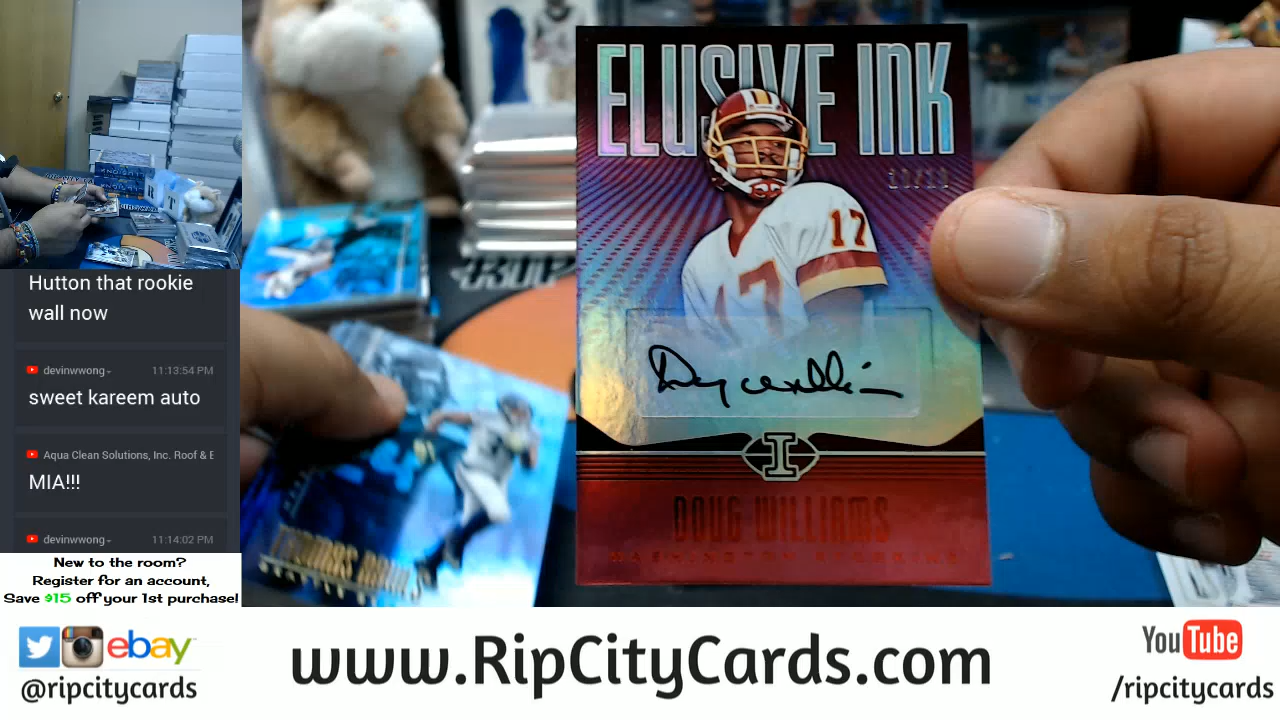 Hutton that rookie
wall now
devinwwong
11:13:54 PM
sweet kareem auto
Aqua Clean Solutions, Inc. Roof & E
MIA!!!
devinwwong
11:14:02 PM
New to the room?
Register for an account,
Save $15 off your 1st purchase!
ELUSIVE INK
17
17
I
DOUG WILLIAMS
ebay
@ripcitycards
www.RipCityCards.com
YouTube
/ripcitycards